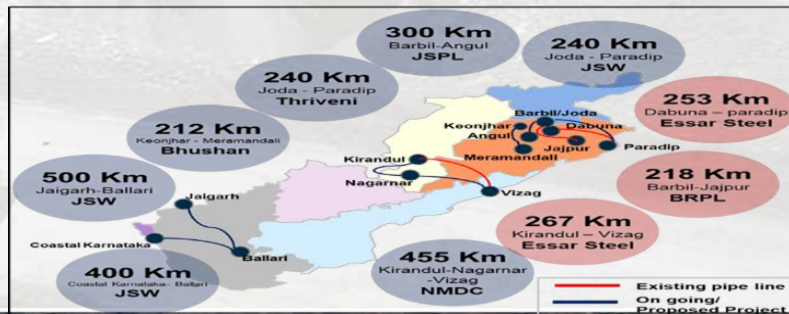 300 Km
Barbil-Angul
JSPL
240 Km
Joda - Paradip
JSW
240 Km
Joda - Paradip
Thriveni
253 Km
Dabuna – paradip
Essar Steel
212 Km
Keonjhar - Meramandali
Bhushan
Barbil/Joda
Keonjhar
Dabuna
Angul
Jajpur
Paradip
Meramandali
Kirandul
Nagarnar
Vizag
500 Km
Jaigarh-Ballari
JSW
Jaigarh
218 Km
Barbil-Jajpur
BRPL
Coastal Karnataka
Ballari
267 Km
Kirandul – Vizag
Essar Steel
400 Km
Coastal Karnataka- Ballari
JSW
455 Km
Kirandul-Nagarnar
-Vizag
NMDC
Existing pipe line
On going/
Proposed Project